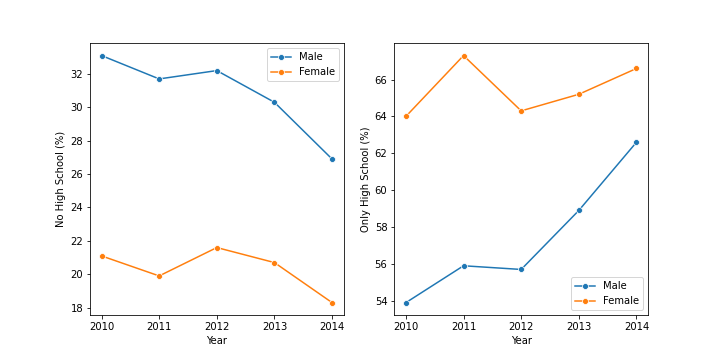 No High School (%)
32
30
28
26
24
22
20
18
2010 2011 2012 2013 2014
Year
Male
Female
Only High School (%)
66
64
62
60
58
56
54
2010 2011 2012 2013 2014
Year
Male
Female